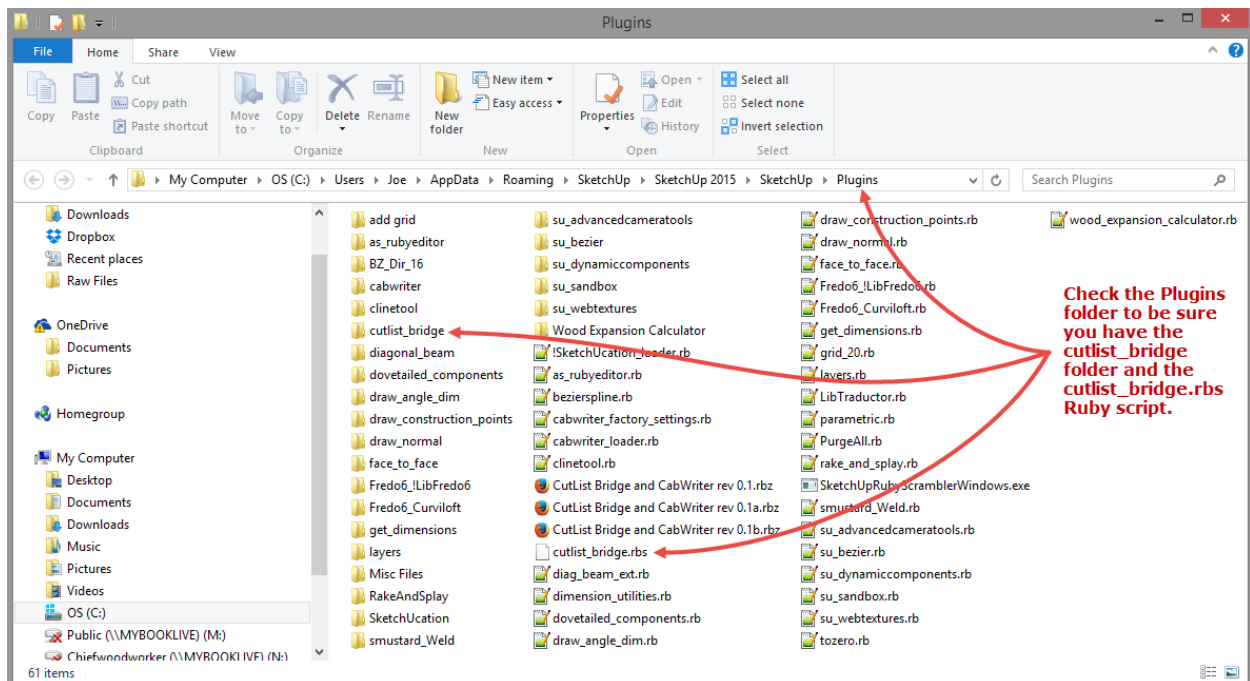 Plugins
File Home Share View
Copy
Paste
Cut
Copy path
Paste shortcut
Clipboard
Move to
Copy to
Delete
Rename
Organize
New folder
New item
Easy access
New
Properties
Open
Edit
History
Open
Select all
Select none
Invert selection
Select
My Computer OS (C:) Users Joe AppData Roaming SketchUp SketchUp 2015 SketchUp Plugins
Search Plugins
Downloads
Dropbox
Recent places
Raw Files
OneDrive
Documents
Pictures
Homegroup
My Computer
Desktop
Documents
Downloads
Music
Pictures
Videos
OS (C:)
Public (\\MYBOOKLIVE) (M:)
Chiefwoodworker (\\MYBOOKLIVE) (N:)
add grid
as_rubyeditor
BZ_Dir_16
cabwriter
clinetool
cutlist_bridge
diagonal_beam
dovetailed_components
draw_angle_dim
draw_construction_points
draw_normal
face_to_face
Fredo6_!LibFredo6
Fredo6_Curviloft
get_dimensions
layers
Misc Files
RakeAndSplay
SketchUcation
smustard_Weld
su_advancedcameratools
su_bezier
su_dynamiccomponents
su_sandbox
su_webtextures
Wood Expansion Calculator
!SketchUcation_loader.rb
as_rubyeditor.rb
bezierspline.rb
cabwriter_factory_settings.rb
cabwriter_loader.rb
clinetool.rb
CutList Bridge and CabWriter rev 0.1.rbz
CutList Bridge and CabWriter rev 0.1a.rbz
CutList Bridge and CabWriter rev 0.1b.rbz
cutlist_bridge.rbs
diag_beam_ext.rb
dimension_utilities.rb
dovetailed_components.rb
draw_angle_dim.rb
draw_construction_points.rb
draw_normal.rb
face_to_face.rb
Fredo6_!LibFredo6.rb
Fredo6_Curviloft.rb
get_dimensions.rb
grid_20.rb
layers.rb
LibTraductor.rb
parametric.rb
PurgeAll.rb
rake_and_splay.rb
SketchUpRubyScramblerWindows.exe
smustard_Weld.rb
su_advancedcameratools.rb
su_bezier.rb
su_dynamiccomponents.rb
su_sandbox.rb
su_webtextures.rb
tozero.rb
wood_expansion_calculator.rb
Check the Plugins
folder to be sure
you have the
cutlist_bridge
folder and the
cutlist_bridge.rbs
Ruby script.
61 items